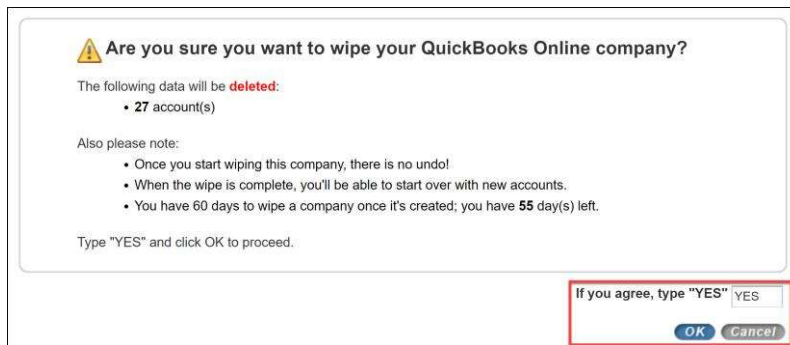 Are you sure you want to wipe your QuickBooks Online company?
The following data will be deleted:
• 27 account(s)
Also please note:
• Once you start wiping this company, there is no undo!
• When the wipe is complete, you'll be able to start over with new accounts.
• You have 60 days to wipe a company once it's created; you have 55 day(s) left.
Type "YES" and click OK to proceed.
If you agree, type "YES" YES
OK Cancel